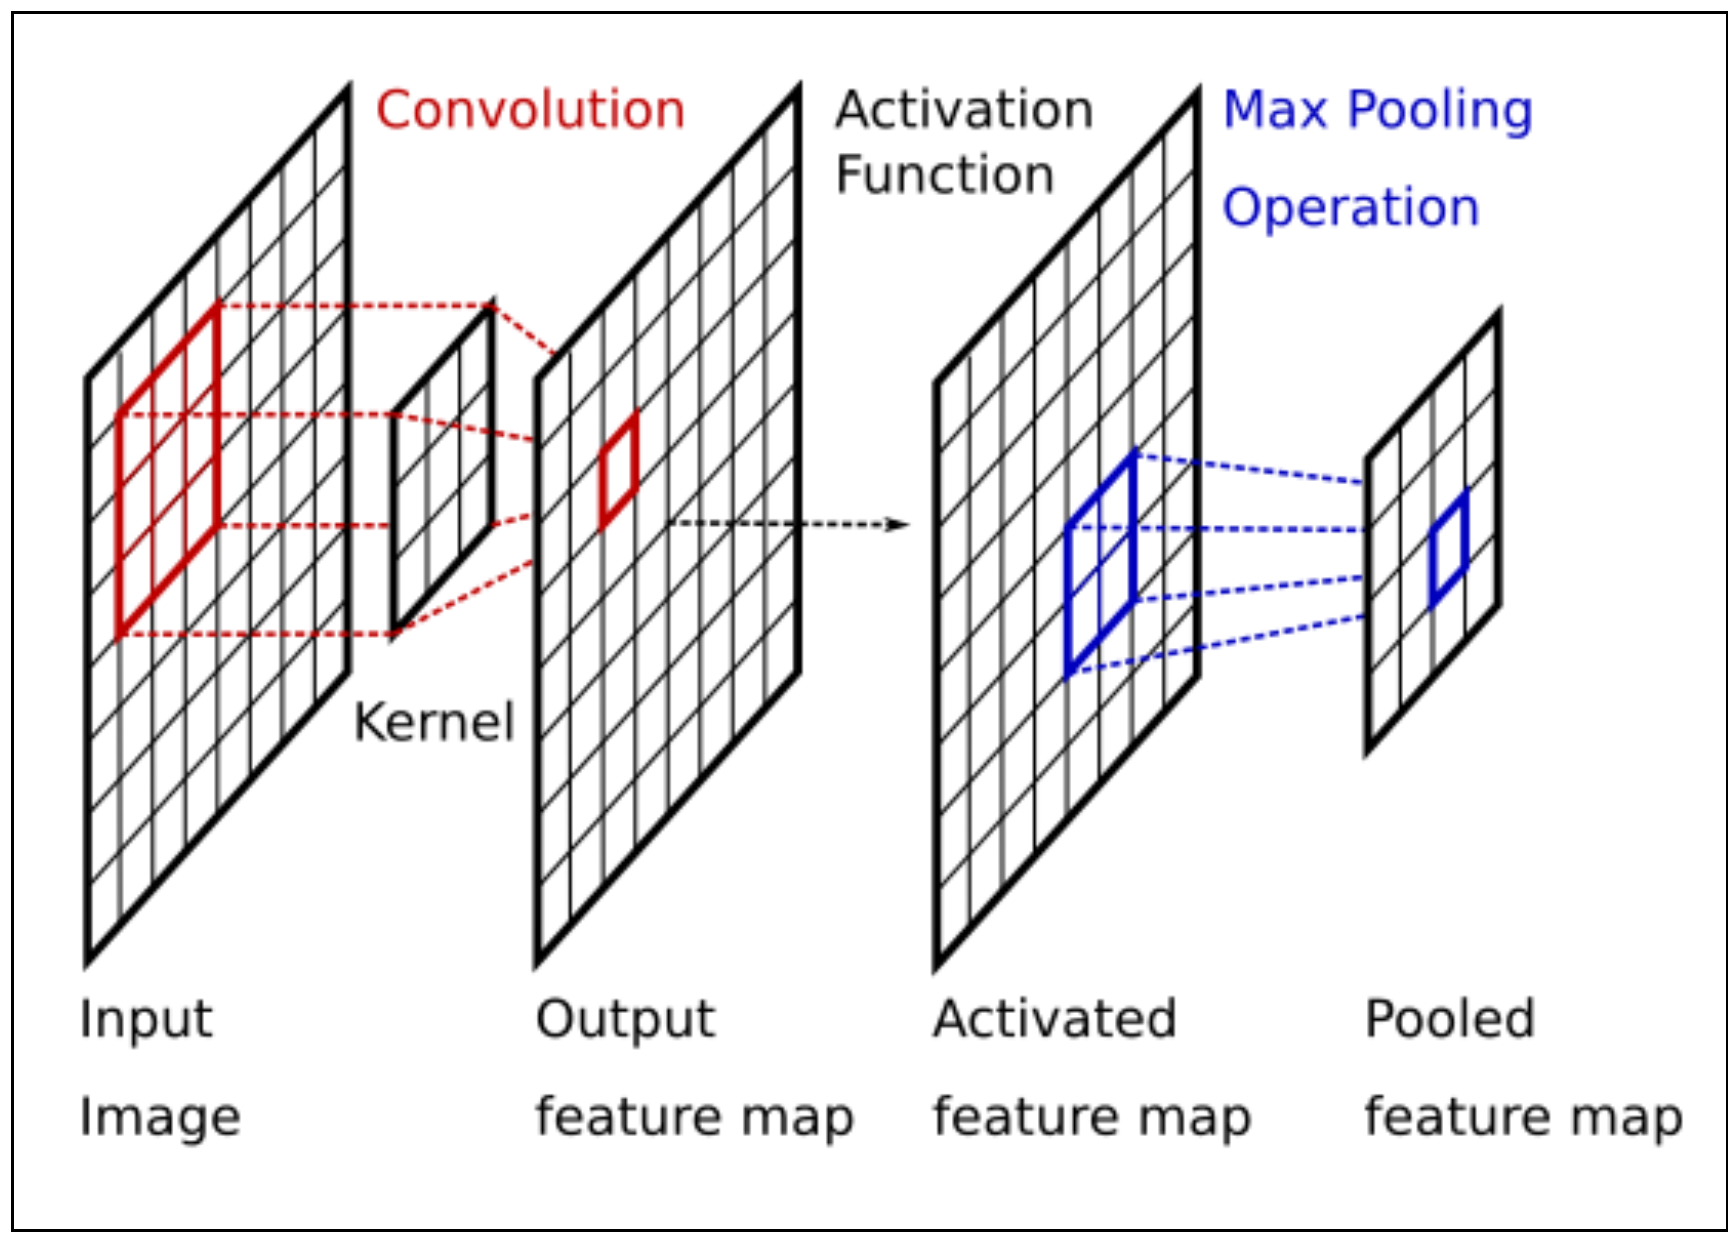 Convolution
Activation
Function
Max Pooling
Operation
Kernel
Input
Image
Output
feature map
Activated
feature map
Pooled
feature map